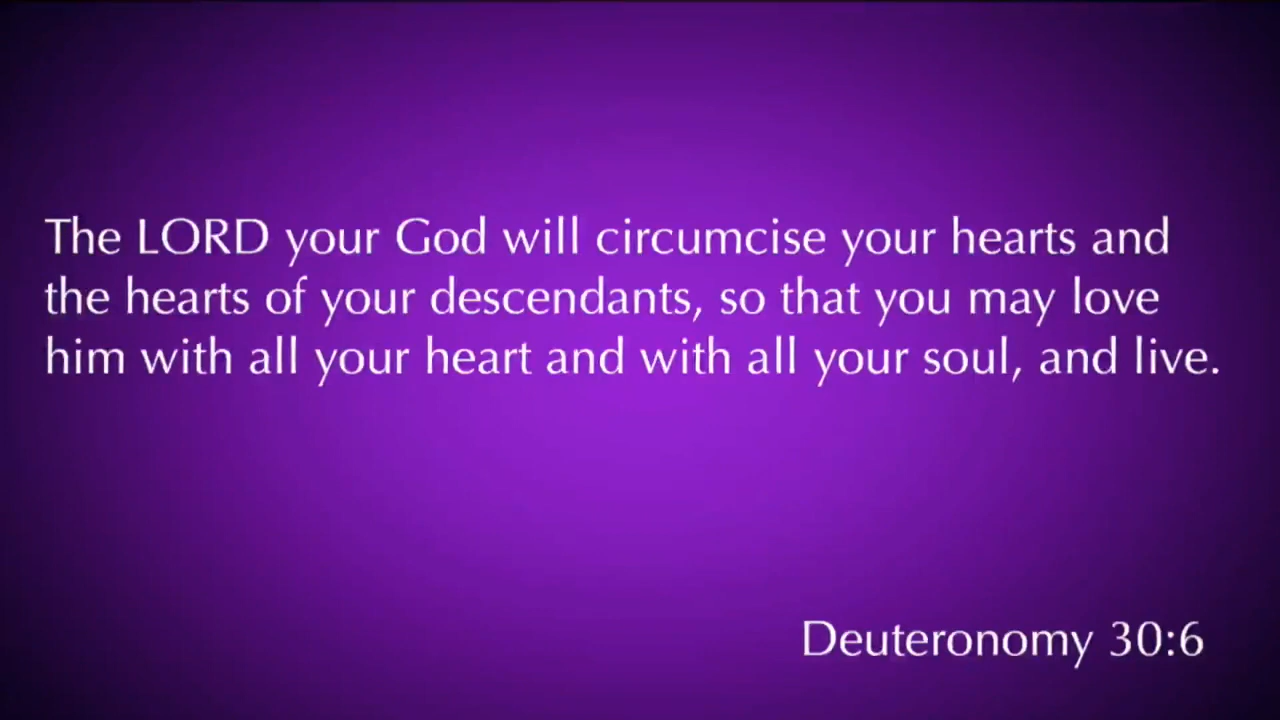 The LORD your God will circumcise your hearts and
the hearts of your descendants, so that you may love
him with all your heart and with all your soul, and live.
Deuteronomy 30:6